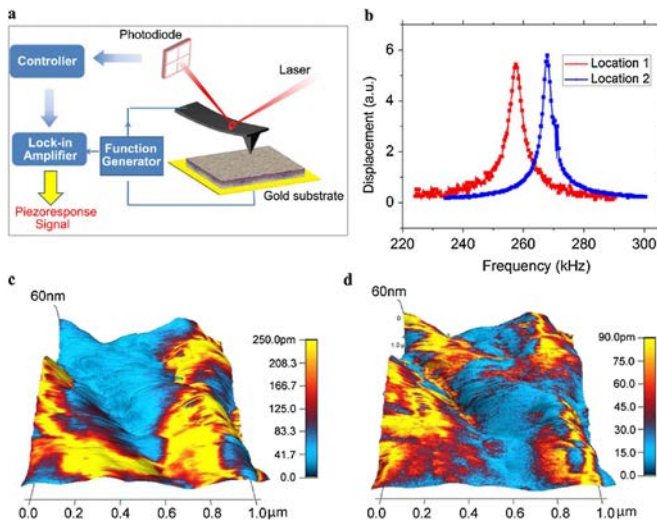 a
Photodiode
Controller
Laser
Lock-in
Amplifier
Function
Generator
Piezoresponse
Signal
Gold substrate
b
Displacement (a.u.)
6
4
2
0
Location 1
Location 2
220 240 260 280 300
Frequency (kHz)
c
60nm
250.0pm
208.3
166.7
125.0
83.3
41.7
0.0
0.0 0.2 0.4 0.6 0.8 1.0μm
d
60nm
0
90.0pm
75.0
60.0
45.0
30.0
15.0
0.0
0.0 0.2 0.4 0.6 0.8 1.0μm